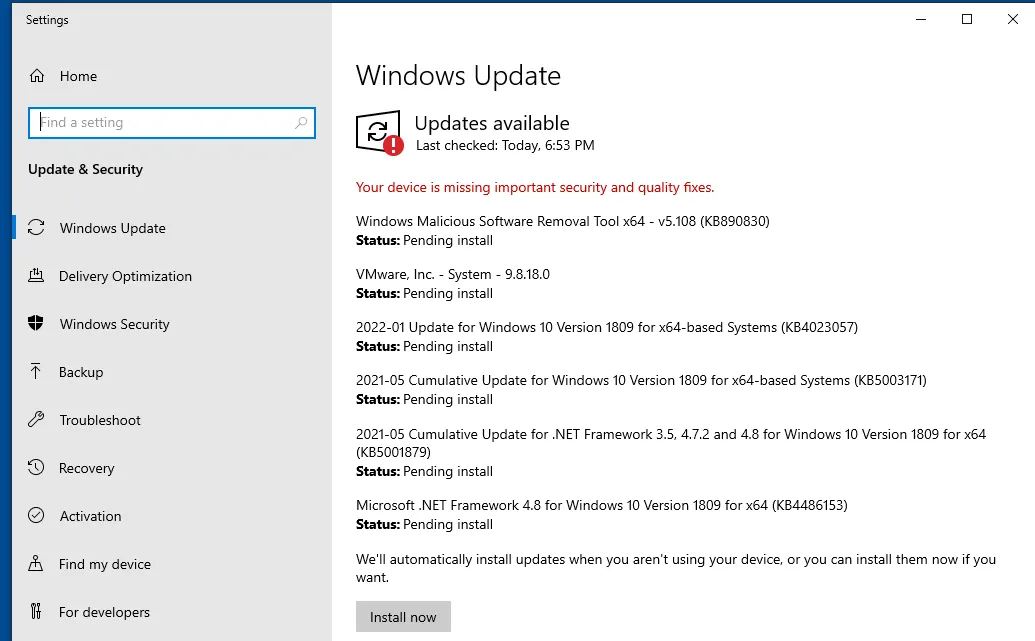 Settings
Home
Find a setting
Update & Security
Windows Update
Delivery Optimization
Windows Security
Backup
Troubleshoot
Recovery
Activation
Find my device
For developers
Windows Update
Updates available
Last checked: Today, 6:53 PM
Your device is missing important security and quality fixes.
Windows Malicious Software Removal Tool x64 - v5.108 (KB890830)
Status: Pending install
VMware, Inc. - System - 9.8.18.0
Status: Pending install
2022-01 Update for Windows 10 Version 1809 for x64-based Systems (KB4023057)
Status: Pending install
2021-05 Cumulative Update for Windows 10 Version 1809 for x64-based Systems (KB5003171)
Status: Pending install
2021-05 Cumulative Update for .NET Framework 3.5, 4.7.2 and 4.8 for Windows 10 Version 1809 for x64
(KB5001879)
Status: Pending install
Microsoft .NET Framework 4.8 for Windows 10 Version 1809 for x64 (KB4486153)
Status: Pending install
We'll automatically install updates when you aren't using your device, or you can install them now if you
want.
Install now